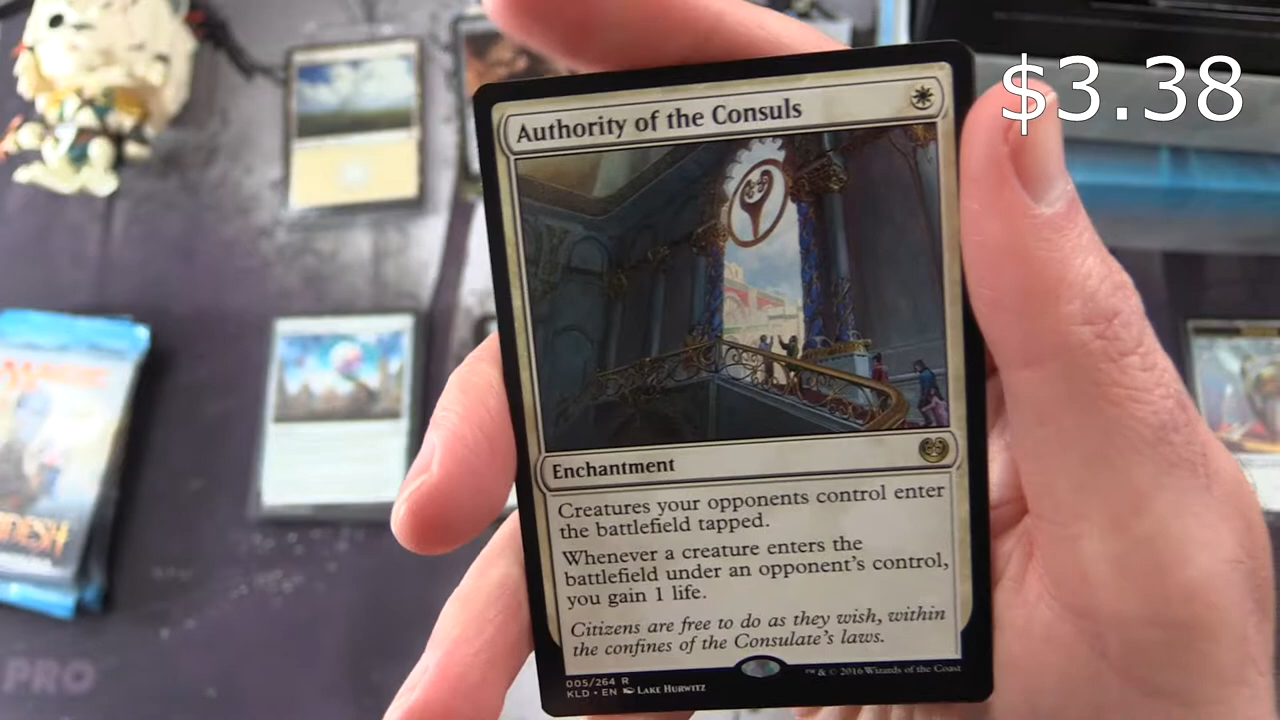 $3.38
Authority of the Consuls
Enchantment
Creatures your opponents control enter
the battlefield tapped.
Whenever a creature enters the
battlefield under an opponent's control,
you gain 1 life.
Citizens are free to do as they wish, within
the confines of the Consulate's laws.
005/264 R
KLD • EN Lake Hurwitz
™ & © 2016 Wizards of the Coast
PRO